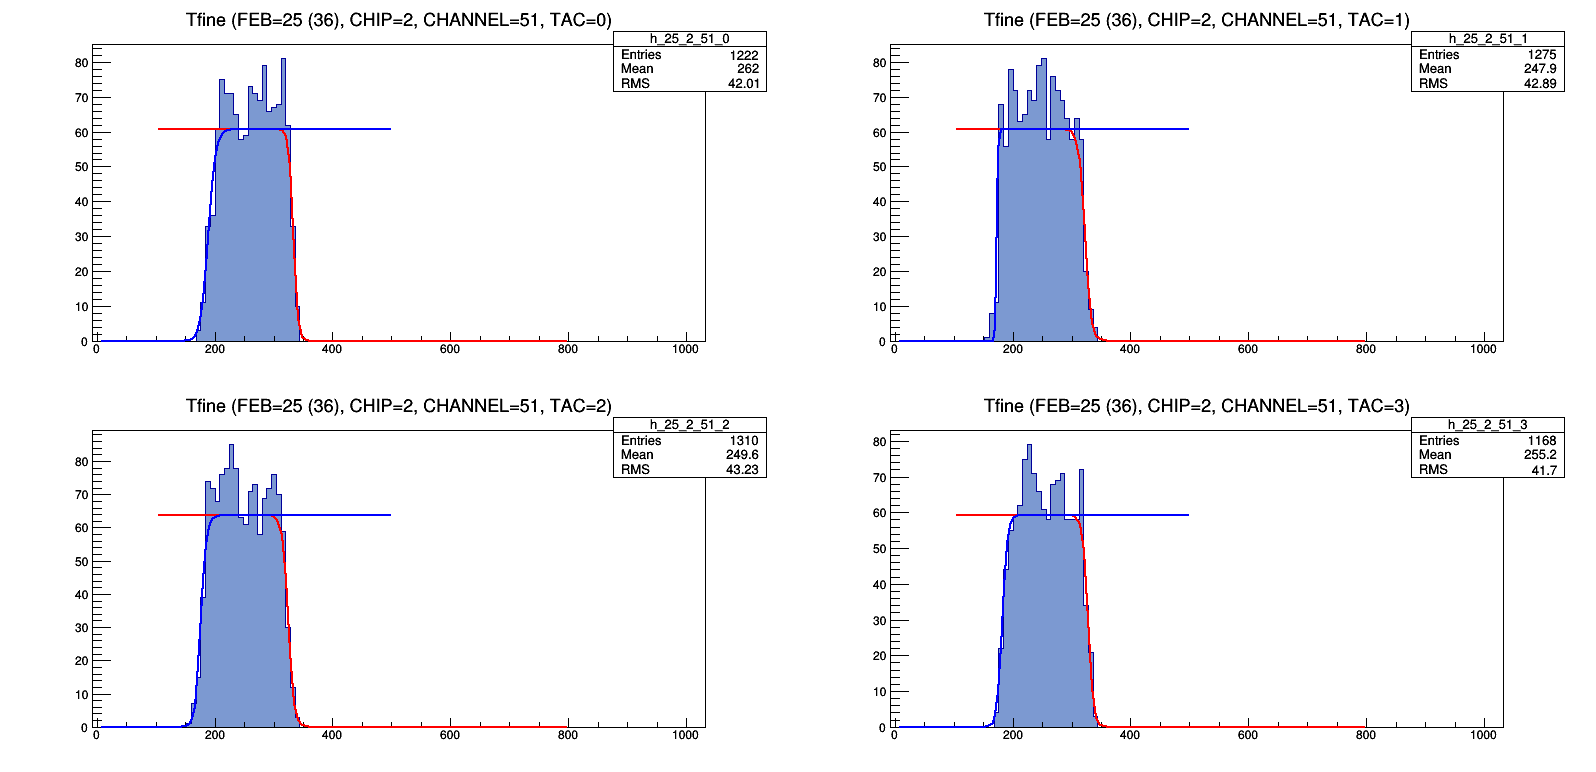 Tfine (FEB=25 (36), CHIP=2, CHANNEL=51, TAC=0)
h_25_2_51_0
Entries 1222
Mean 262
RMS 42.01
80
70
60
50
40
30
20
10
0
0 200 400 600 800 1000
Tfine (FEB=25 (36), CHIP=2, CHANNEL=51, TAC=1)
h_25_2_51_1
Entries 1275
Mean 247.9
RMS 42.89
80
70
60
50
40
30
20
10
0
0 200 400 600 800 1000
Tfine (FEB=25 (36), CHIP=2, CHANNEL=51, TAC=2)
h_25_2_51_2
Entries 1310
Mean 249.6
RMS 43.23
80
70
60
50
40
30
20
10
0
0 200 400 600 800 1000
Tfine (FEB=25 (36), CHIP=2, CHANNEL=51, TAC=3)
h_25_2_51_3
Entries 1168
Mean 255.2
RMS 41.7
80
70
60
50
40
30
20
10
0
0 200 400 600 800 1000